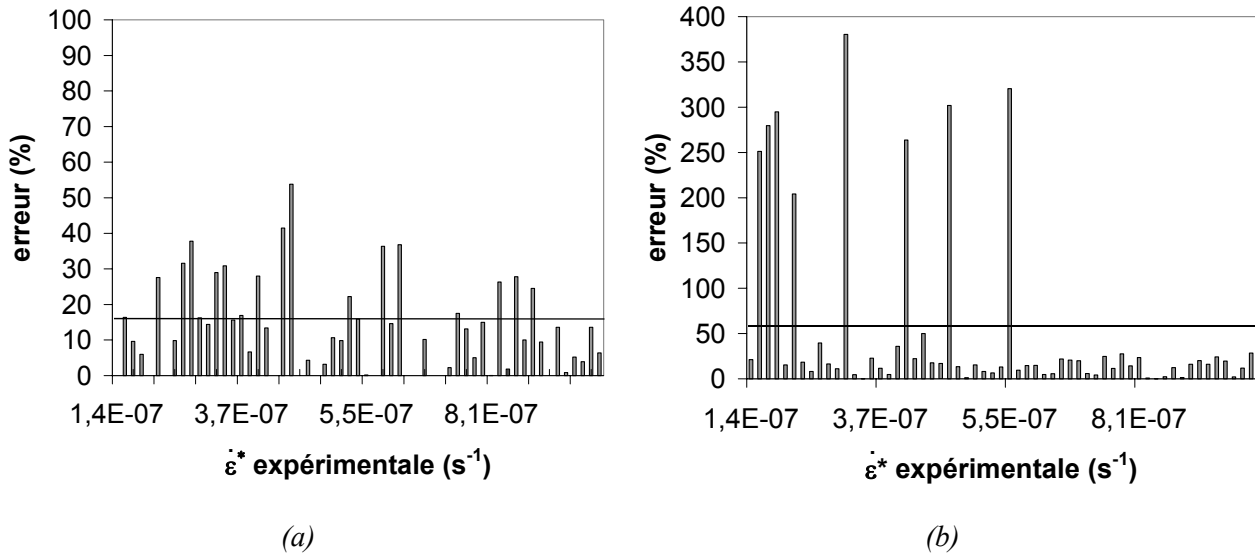 100
90
80
70
60
50
40
30
20
10
0
erreur (%)
1,4E-07 3,7E-07 5,5E-07 8,1E-07
ε̇* expérimentale (s⁻¹)
(a)
400
350
300
250
200
150
100
50
0
erreur (%)
1,4E-07 3,7E-07 5,5E-07 8,1E-07
ε̇* expérimentale (s⁻¹)
(b)